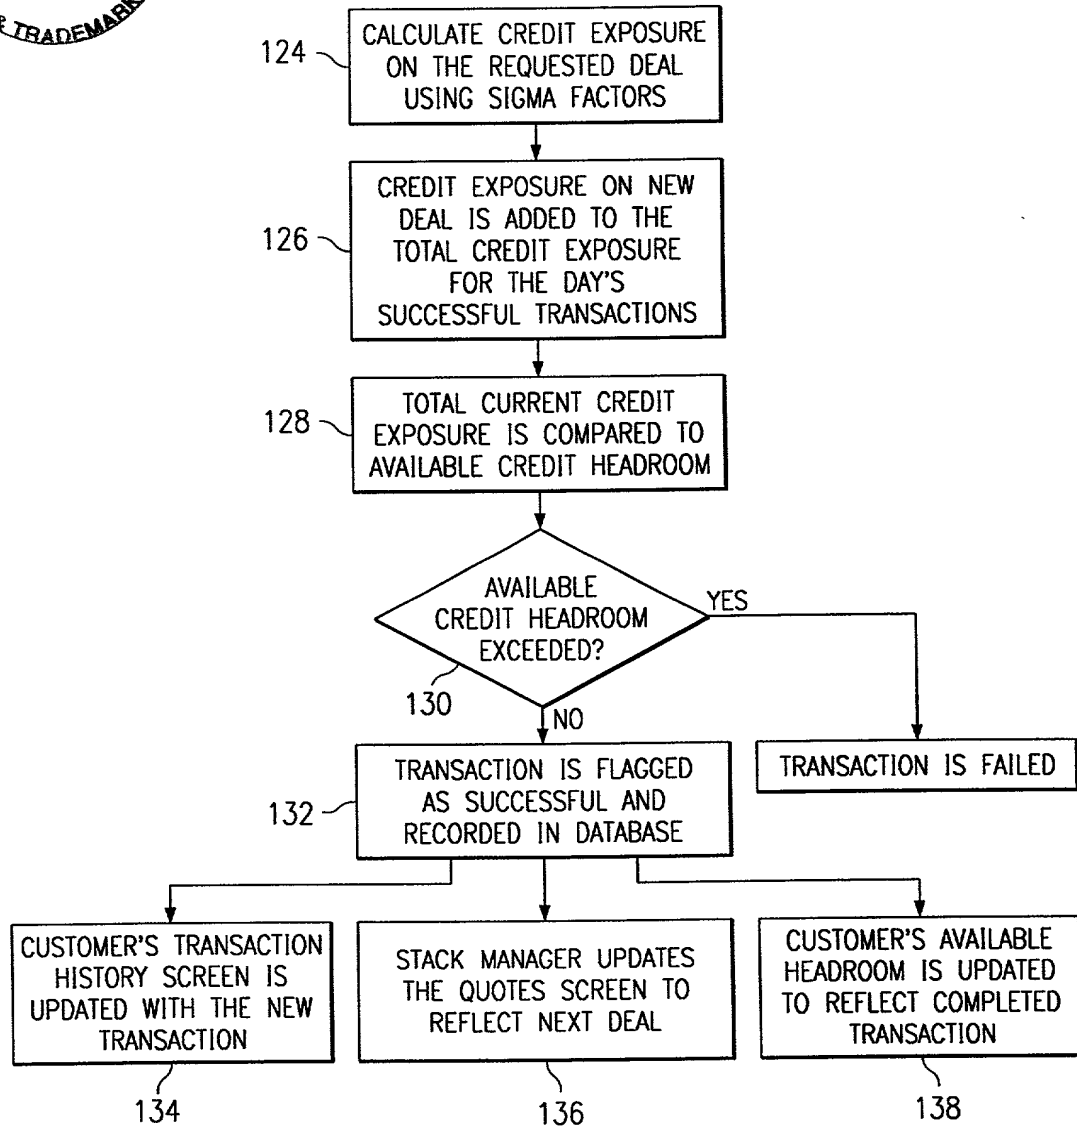 & TRADEMARK
124
CALCULATE CREDIT EXPOSURE
ON THE REQUESTED DEAL
USING SIGMA FACTORS
126
CREDIT EXPOSURE ON NEW
DEAL IS ADDED TO THE
TOTAL CREDIT EXPOSURE
FOR THE DAY'S
SUCCESSFUL TRANSACTIONS
128
TOTAL CURRENT CREDIT
EXPOSURE IS COMPARED TO
AVAILABLE CREDIT HEADROOM
AVAILABLE
CREDIT HEADROOM
EXCEEDED?
YES
130
NO
TRANSACTION IS FAILED
132
TRANSACTION IS FLAGGED
AS SUCCESSFUL AND
RECORDED IN DATABASE
CUSTOMER'S TRANSACTION
HISTORY SCREEN IS
UPDATED WITH THE NEW
TRANSACTION
STACK MANAGER UPDATES
THE QUOTES SCREEN TO
REFLECT NEXT DEAL
CUSTOMER'S AVAILABLE
HEADROOM IS UPDATED
TO REFLECT COMPLETED
TRANSACTION
134
136
138